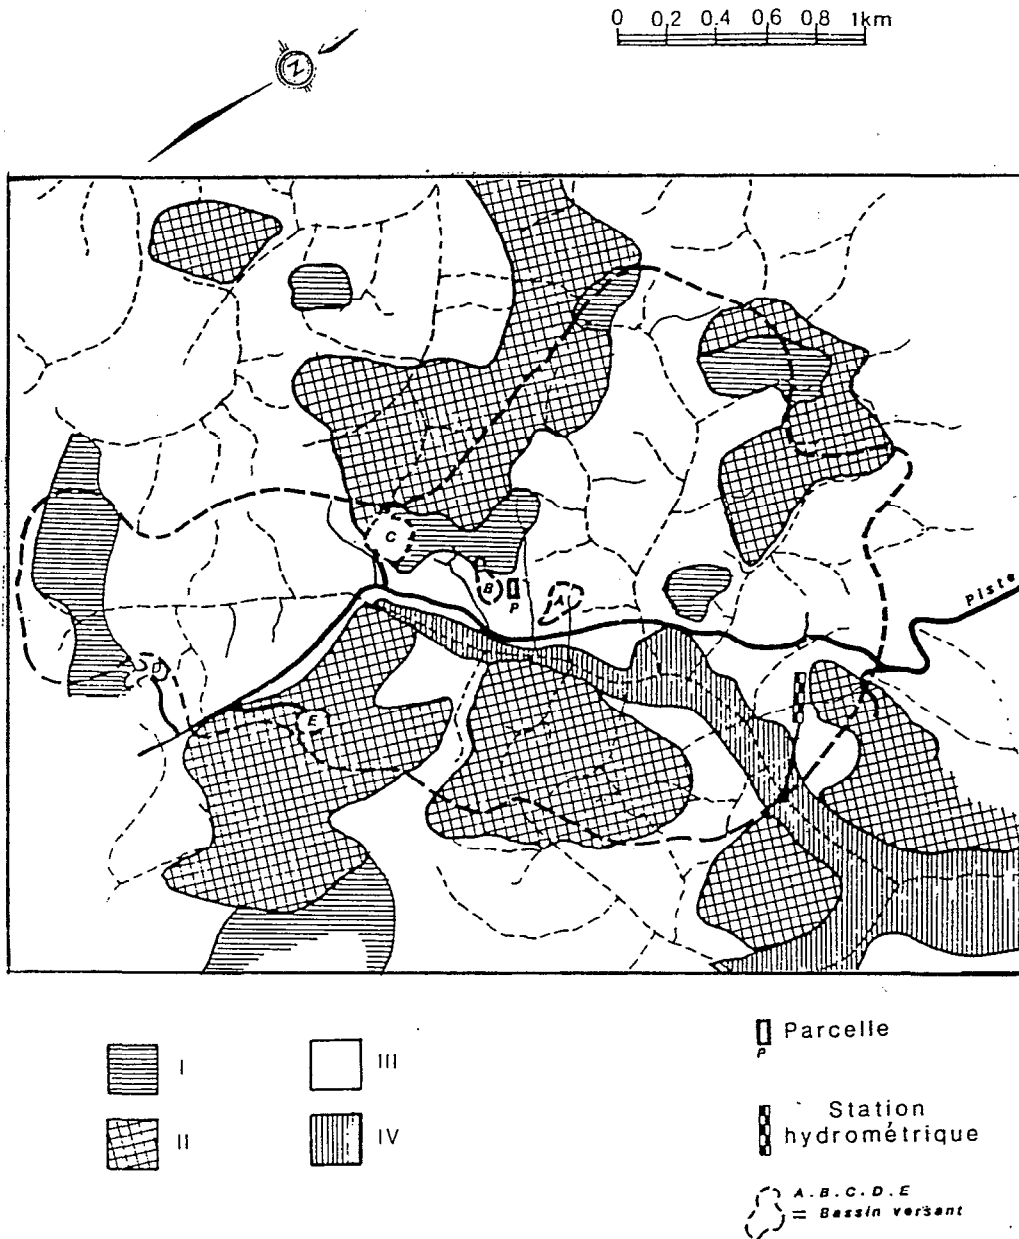 0 0,2 0,4 0,6 0,8 1km
N
C
B
P
A
Piste
D
E
I
III
II
IV
Parcelle
P
Station
hydrométrique
A.B.C.D.E
= Bassin versant